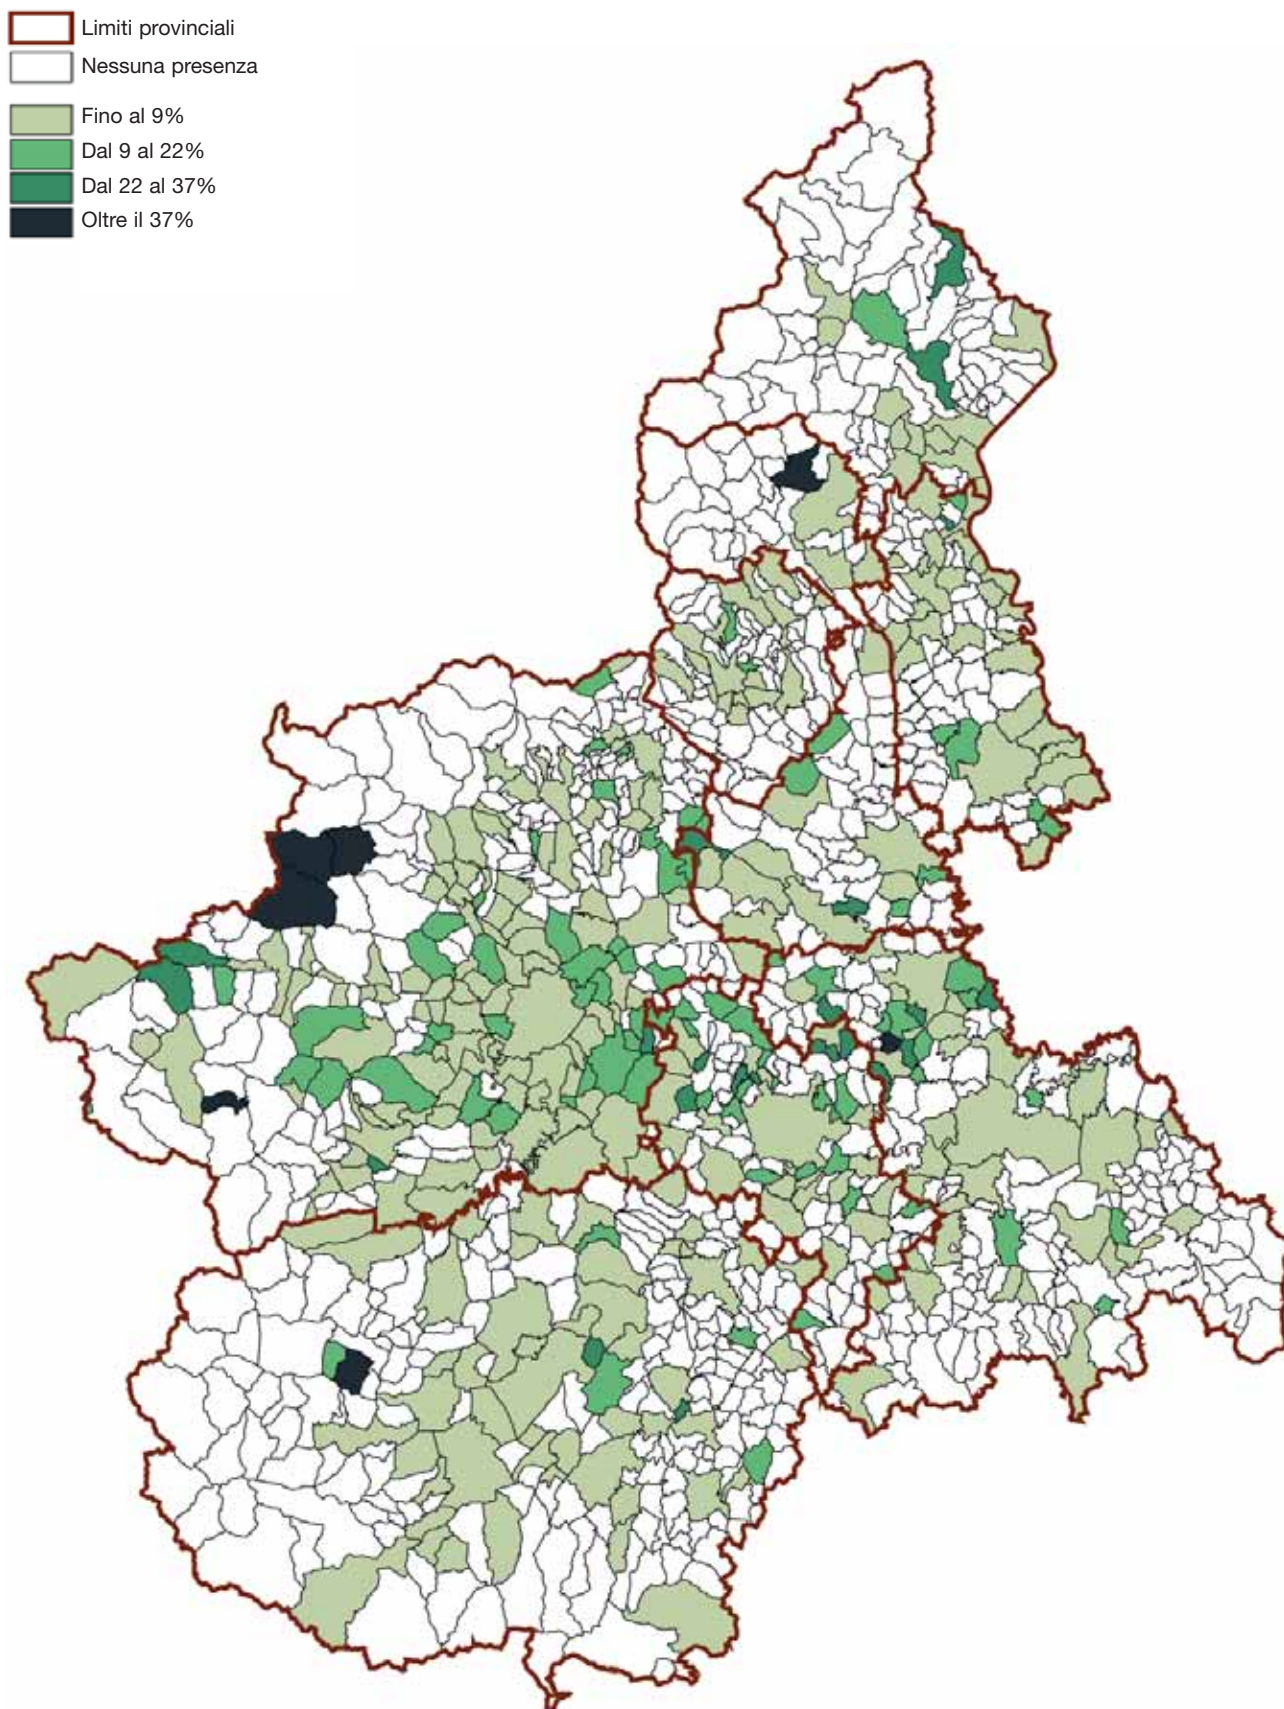 Limiti provinciali
Nessuna presenza
Fino al 9%
Dal 9 al 22%
Dal 22 al 37%
Oltre il 37%